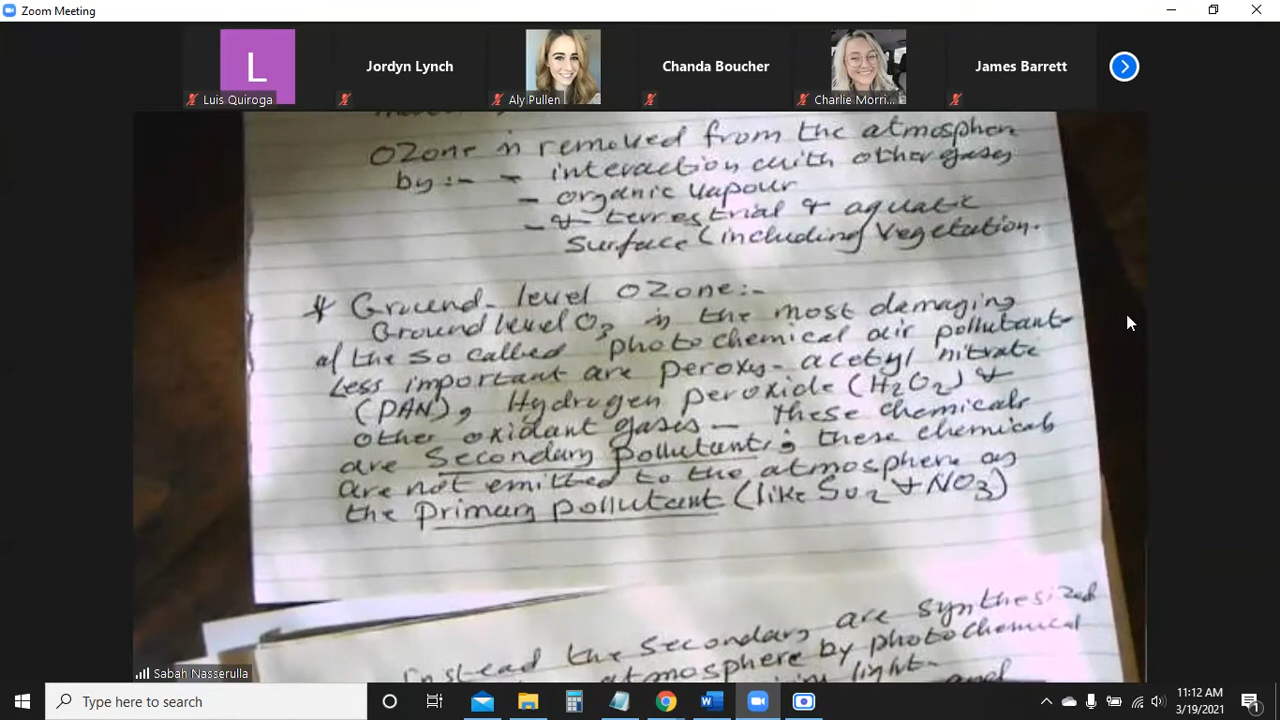 Zoom Meeting
L
Luis Quiroga
Jordyn Lynch
Aly Pullen
Chanda Boucher
Charlie Morri...
James Barrett
Ozone is removed from the atmosphere
by:- - interaction with other gases
- organic vapour
- & terrestrial & aquatic
surface (including vegetation.
* Ground-level Ozone:-
Ground level O3 is the most damaging
of the so called "photochemical air pollutant
Less important are peroxy-acetyl nitrate
(PAN), Hydrogen peroxide (H2O2) &
other oxidant gases — these chemicals
are Secondary pollutant; these chemicals
are not emitted to the atmosphere as
the primary pollutant (like SO2 & NO3)
Instead the secondary are synthesized
atmosphere by photochemical
light-
and
Sabah Nasserulla
Type here to search
11:12 AM
3/19/2021
1